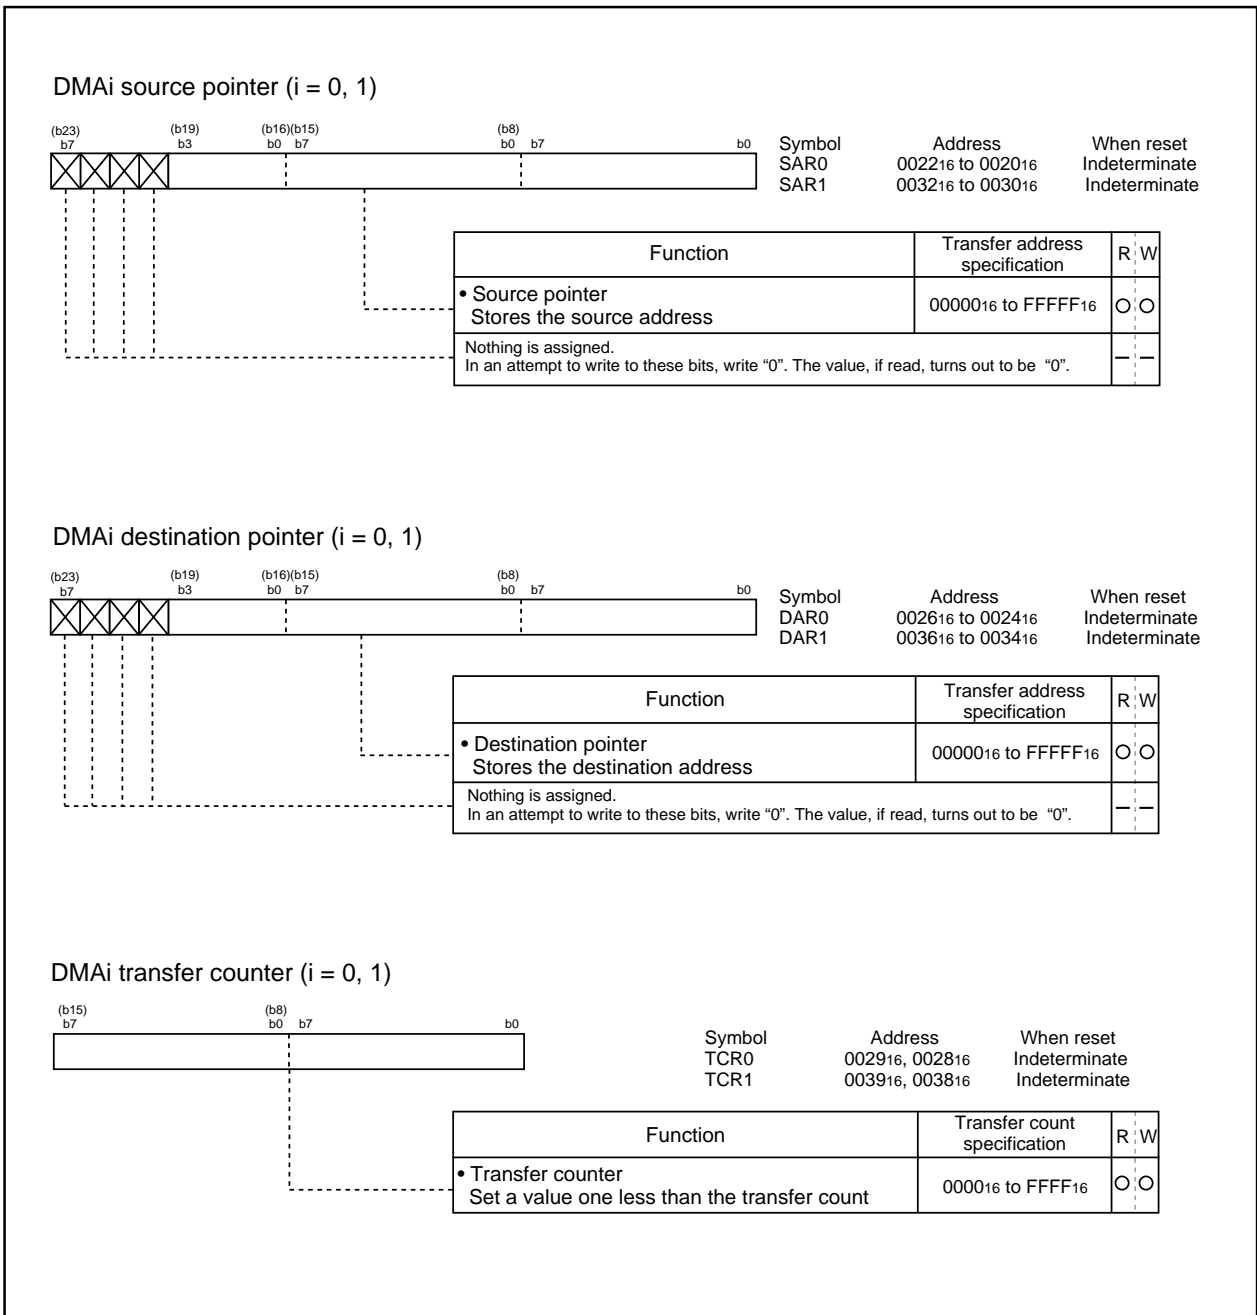 DMAi source pointer (i = 0, 1)
(b23) (b19) (b16)(b15) (b8)
b7 b3 b0 b7 b0 b7 b0
Symbol Address When reset
SAR0 002216 to 002016 Indeterminate
SAR1 003216 to 003016 Indeterminate
Function Transfer address specification R W
• Source pointer
Stores the source address
0000016 to FFFFF16 O O
Nothing is assigned.
In an attempt to write to these bits, write “0”. The value, if read, turns out to be “0”.
– –
DMAi destination pointer (i = 0, 1)
(b23) (b19) (b16)(b15) (b8)
b7 b3 b0 b7 b0 b7 b0
Symbol Address When reset
DAR0 002616 to 002416 Indeterminate
DAR1 003616 to 003416 Indeterminate
Function Transfer address specification R W
• Destination pointer
Stores the destination address
0000016 to FFFFF16 O O
Nothing is assigned.
In an attempt to write to these bits, write “0”. The value, if read, turns out to be “0”.
– –
DMAi transfer counter (i = 0, 1)
(b15) (b8)
b7 b0 b7 b0
Symbol Address When reset
TCR0 002916, 002816 Indeterminate
TCR1 003916, 003816 Indeterminate
Function Transfer count specification R W
• Transfer counter
Set a value one less than the transfer count
000016 to FFFF16 O O